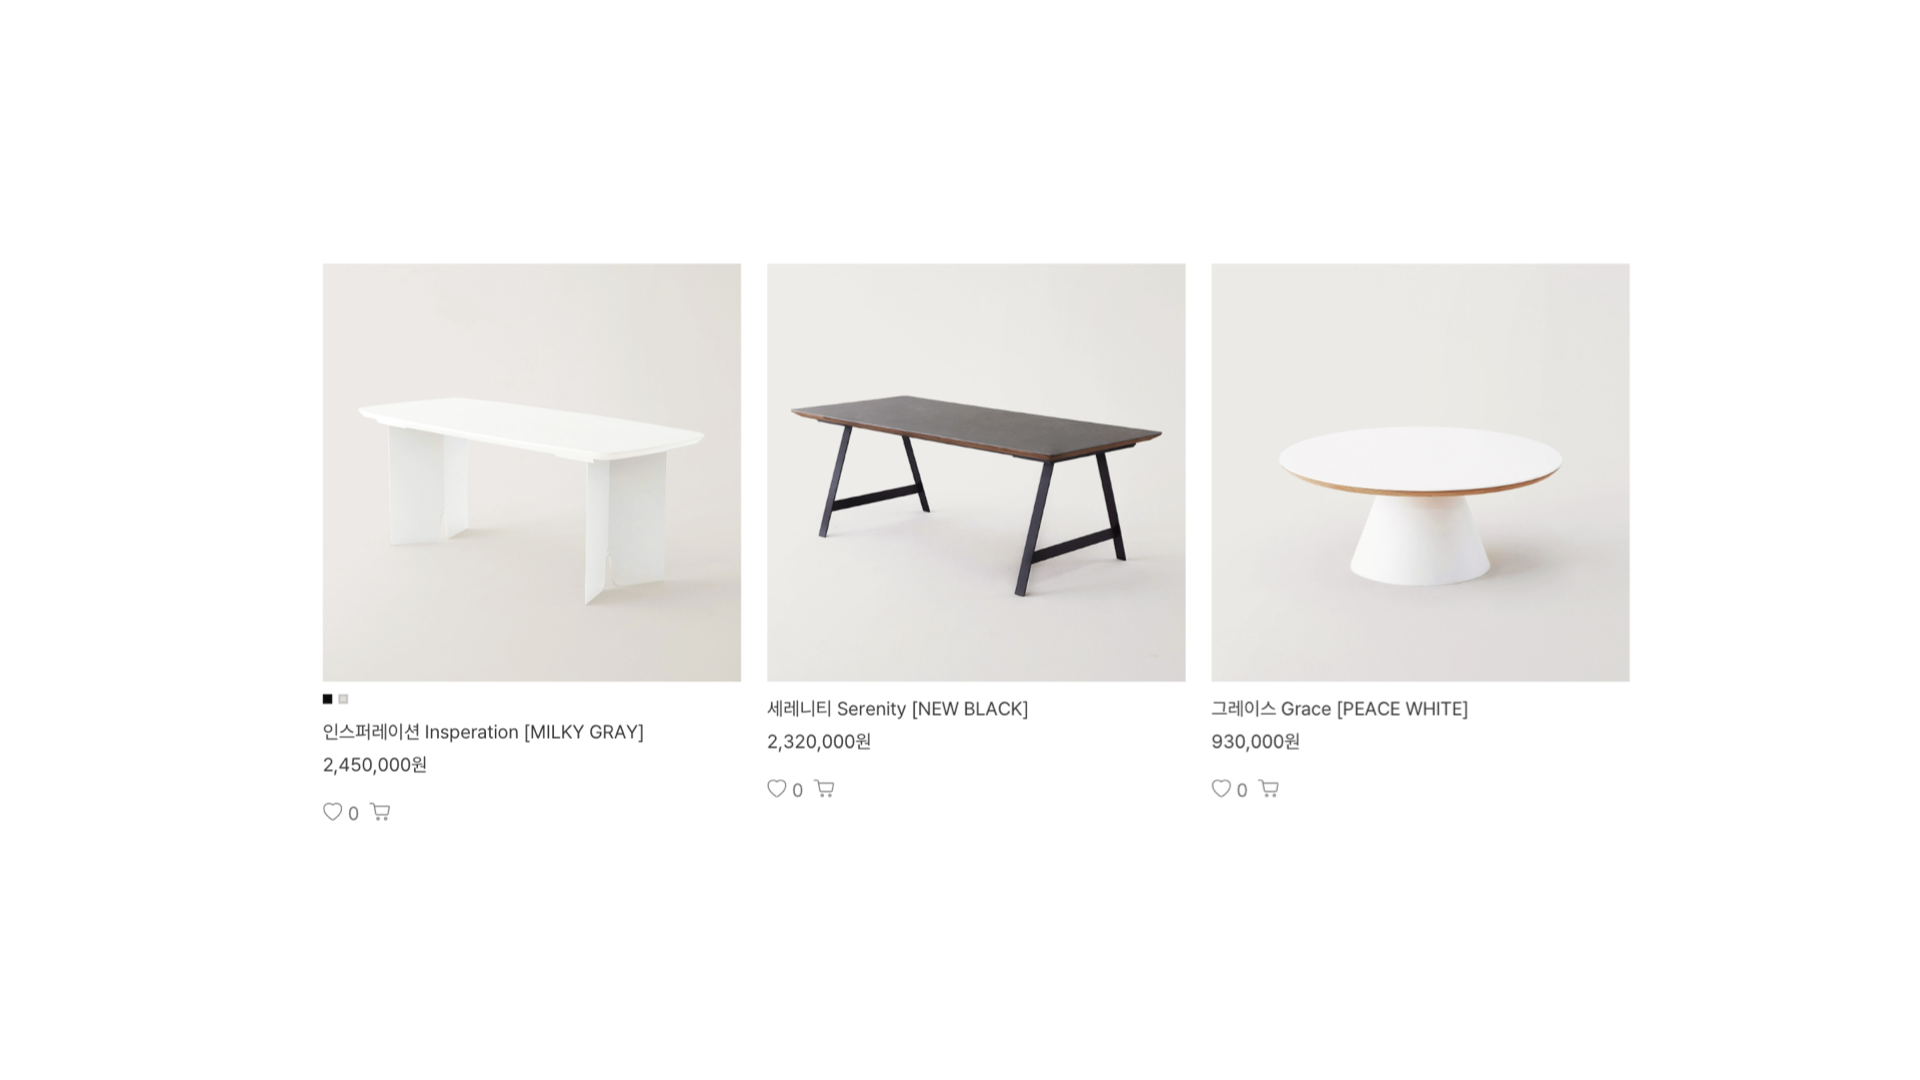 인스퍼레이션 Insperation [MILKY GRAY]
2,450,000원
0
세레니티 Serenity [NEW BLACK]
2,320,000원
0
그레이스 Grace [PEACE WHITE]
930,000원
0